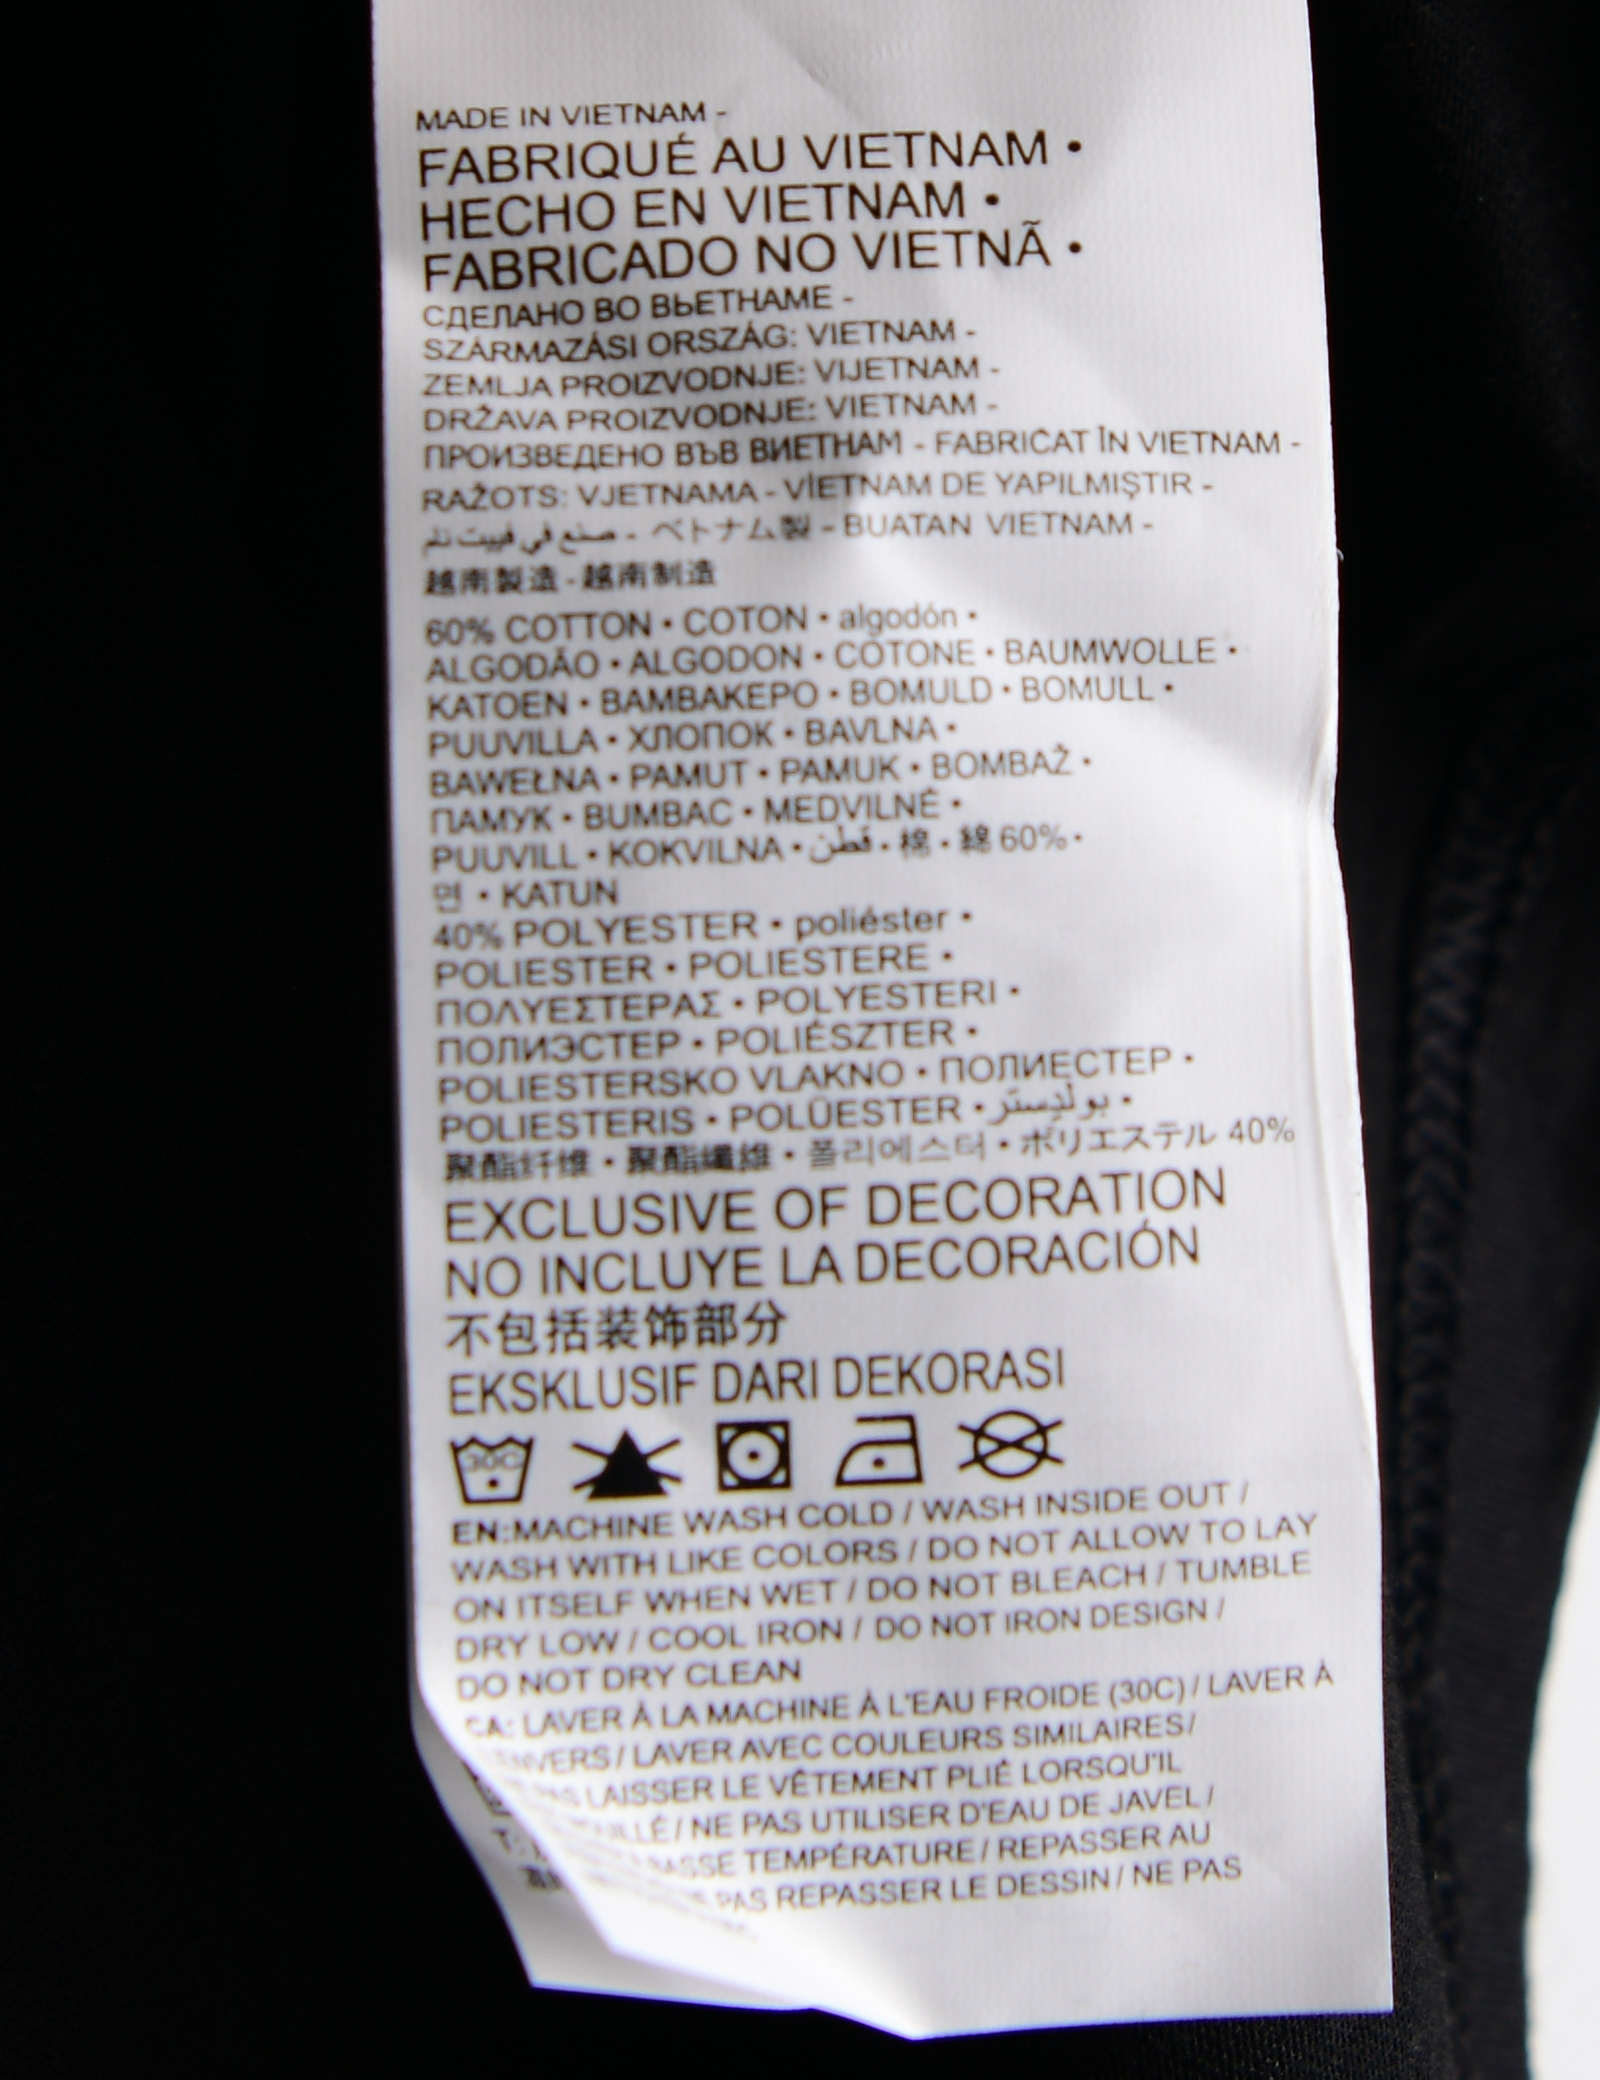 MADE IN VIETNAM -
FABRIQUÉ AU VIETNAM •
HECHO EN VIETNAM •
FABRICADO NO VIETNÃ •
СДЕЛАНО ВО ВЬЕТНАМЕ -
SZÁRMAZÁSI ORSZÁG: VIETNAM -
ZEMLJA PROIZVODNJE: VIJETNAM -
DRŽAVA PROIZVODNJE: VIETNAM -
ПРОИЗВЕДЕНО ВЪВ ВИЕТНАМ - FABRICAT ÎN VIETNAM -
RAŽOTS: VJETNAMA - VİETNAM DE YAPILMIŞTIR -
صنع في فييت نام - ベトナム製 - BUATAN VIETNAM -
越南製造 - 越南制造
60% COTTON • COTON • algodón •
ALGODÃO • ALGODON • COTONE • BAUMWOLLE •
KATOEN • ΒΑΜΒΑΚΕΡΟ • BOMULD • BOMULL •
PUUVILLA • ХЛОПОК • BAVLNA •
BAWEŁNA • PAMUT • PAMUK • BOMBAŽ •
ПАМУК • BUMBAC • MEDVILNĖ •
PUUVILL • KOKVILNA • قطن • 棉 • 綿 60% •
면 • KATUN
40% POLYESTER • poliéster •
POLIESTER • POLIESTERE •
ΠΟΛΥΕΣΤΕΡΑΣ • POLYESTERI •
ПОЛИЭСТЕР • POLIÉSZTER •
POLIESTERSKO VLAKNO • ПОЛИЕСТЕР •
POLIESTERIS • POLÜESTER • بوليستر •
聚酯纤维 • 聚酯纖維 • 폴리에스터 • ポリエステル 40%
EXCLUSIVE OF DECORATION
NO INCLUYE LA DECORACIÓN
不包括装饰部分
EKSKLUSIF DARI DEKORASI
30C
EN:MACHINE WASH COLD / WASH INSIDE OUT /
WASH WITH LIKE COLORS / DO NOT ALLOW TO LAY
ON ITSELF WHEN WET / DO NOT BLEACH / TUMBLE
DRY LOW / COOL IRON / DO NOT IRON DESIGN /
DO NOT DRY CLEAN
CA: LAVER À LA MACHINE À L'EAU FROIDE (30C) / LAVER À
/ LAVER AVEC COULEURS SIMILAIRES/
LAISSER LE VÊTEMENT PLIÉ LORSQU'IL
/ NE PAS UTILISER D'EAU DE JAVEL /
TEMPÉRATURE / REPASSER AU
PAS REPASSER LE DESSIN / NE PAS